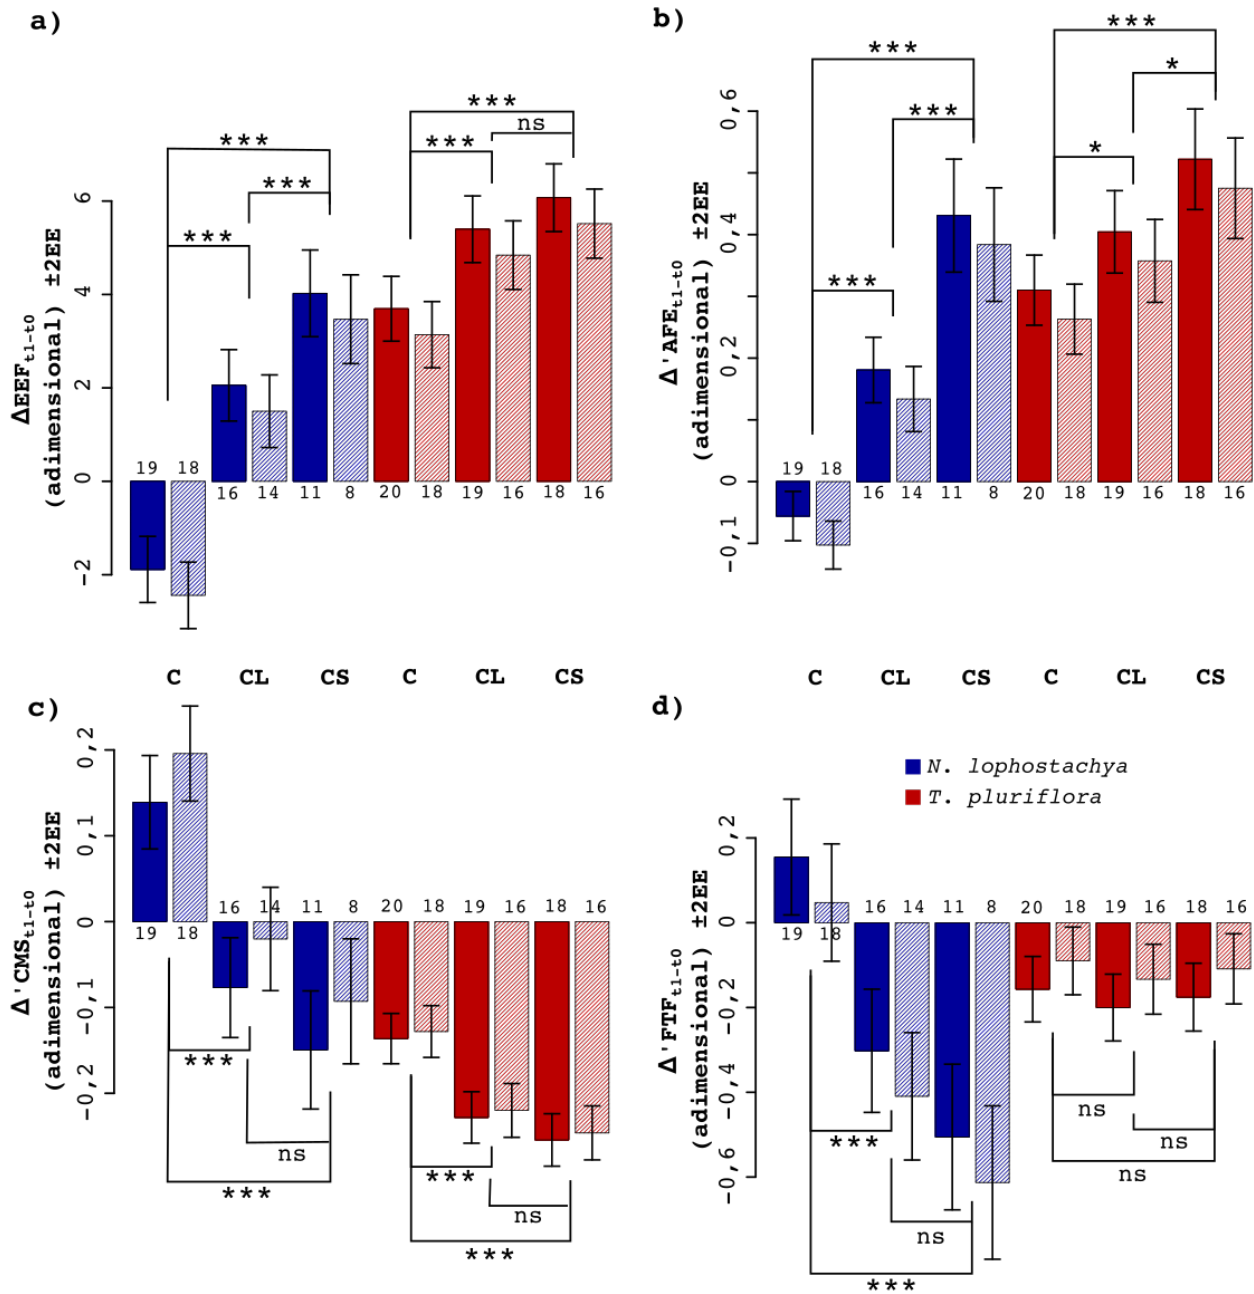 a)
***
ns
***
***
***
***
***
ΔEEFt1-t0
(adimensional) ±2EE
6
4
2
0
-2
19 18
16 14 11 8 20 18 19 16 18 16
b)
***
***
*
***
*
***
Δ'AFEt1-t0
(adimensional) ±2EE
0,6
0,4
0,2
0
-0,1
19 18
16 14 11 8 20 18 19 16 18 16
C CL CS C CL CS
C CL CS C CL CS
c)
Δ'CMSt1-t0
(adimensional) ±2EE
0,2
0,1
0
-0,1
-0,2
16 14 11 8 20 18 19 16 18 16
19 18
***
ns
***
***
ns
***
d)
N. lophostachya
T. pluriflora
Δ'FTFt1-t0
(adimensional) ±2EE
0,2
0
-0,2
-0,4
-0,6
16 14 11 8 20 18 19 16 18 16
19 18
ns
***
ns
ns
ns
***